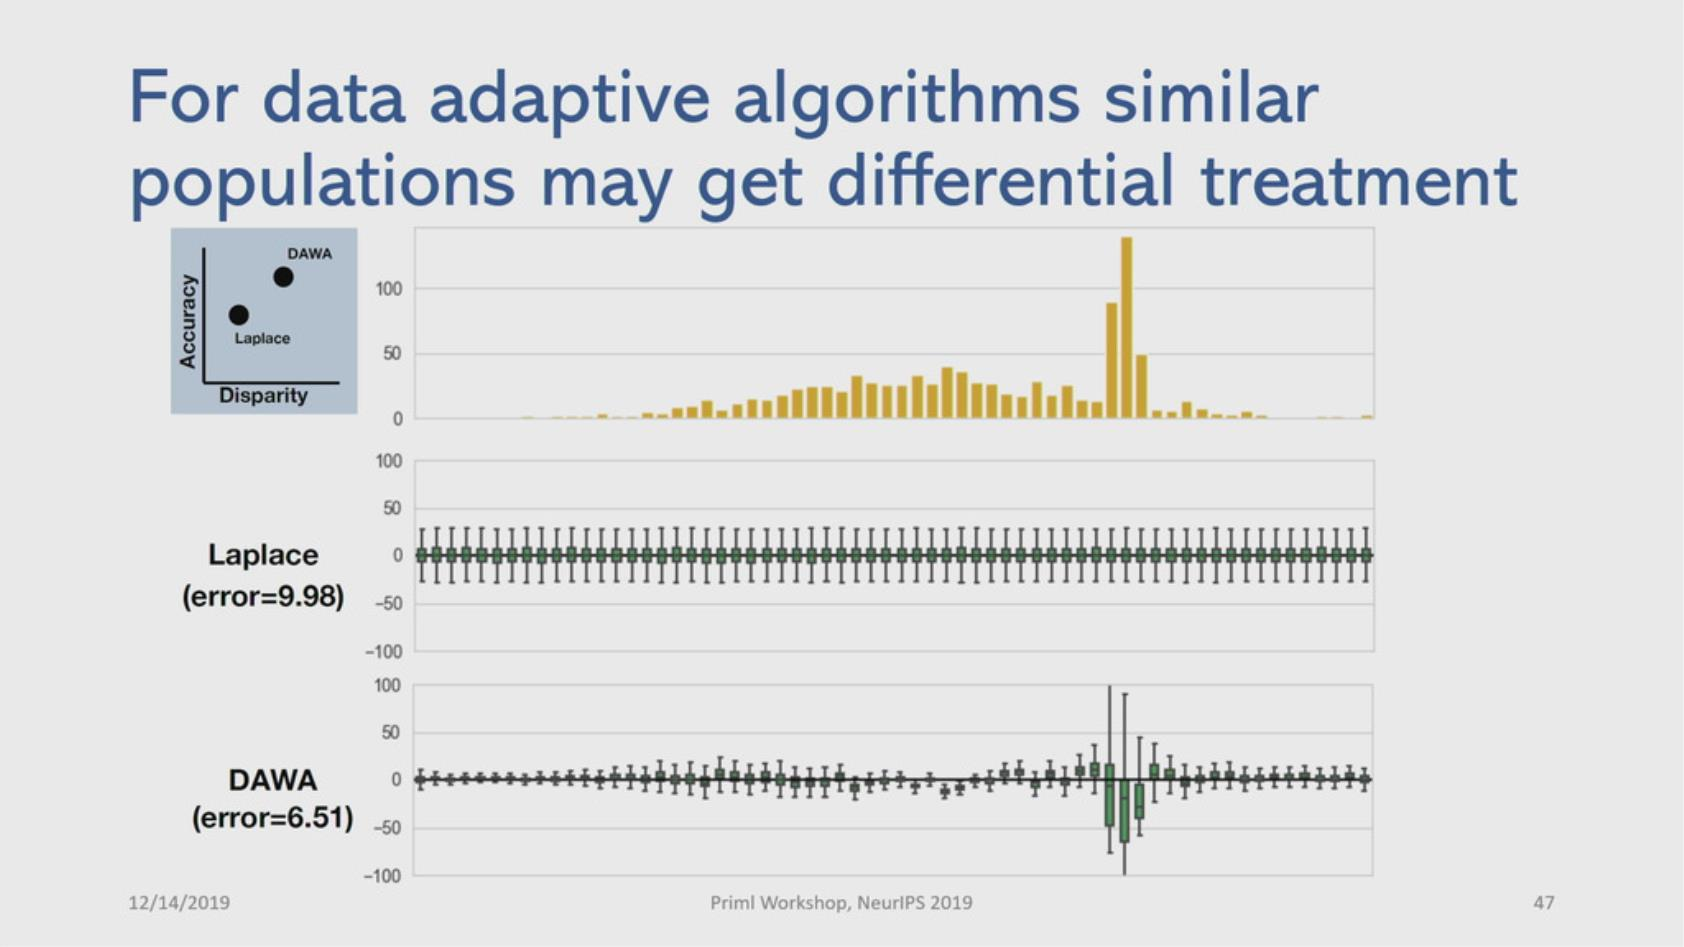 For data adaptive algorithms similar
populations may get differential treatment
DAWA
Accuracy
Laplace
Disparity
100
50
0
Laplace
(error=9.98)
100
50
0
−50
−100
DAWA
(error=6.51)
100
50
0
−50
−100
12/14/2019
Priml Workshop, NeurIPS 2019
47